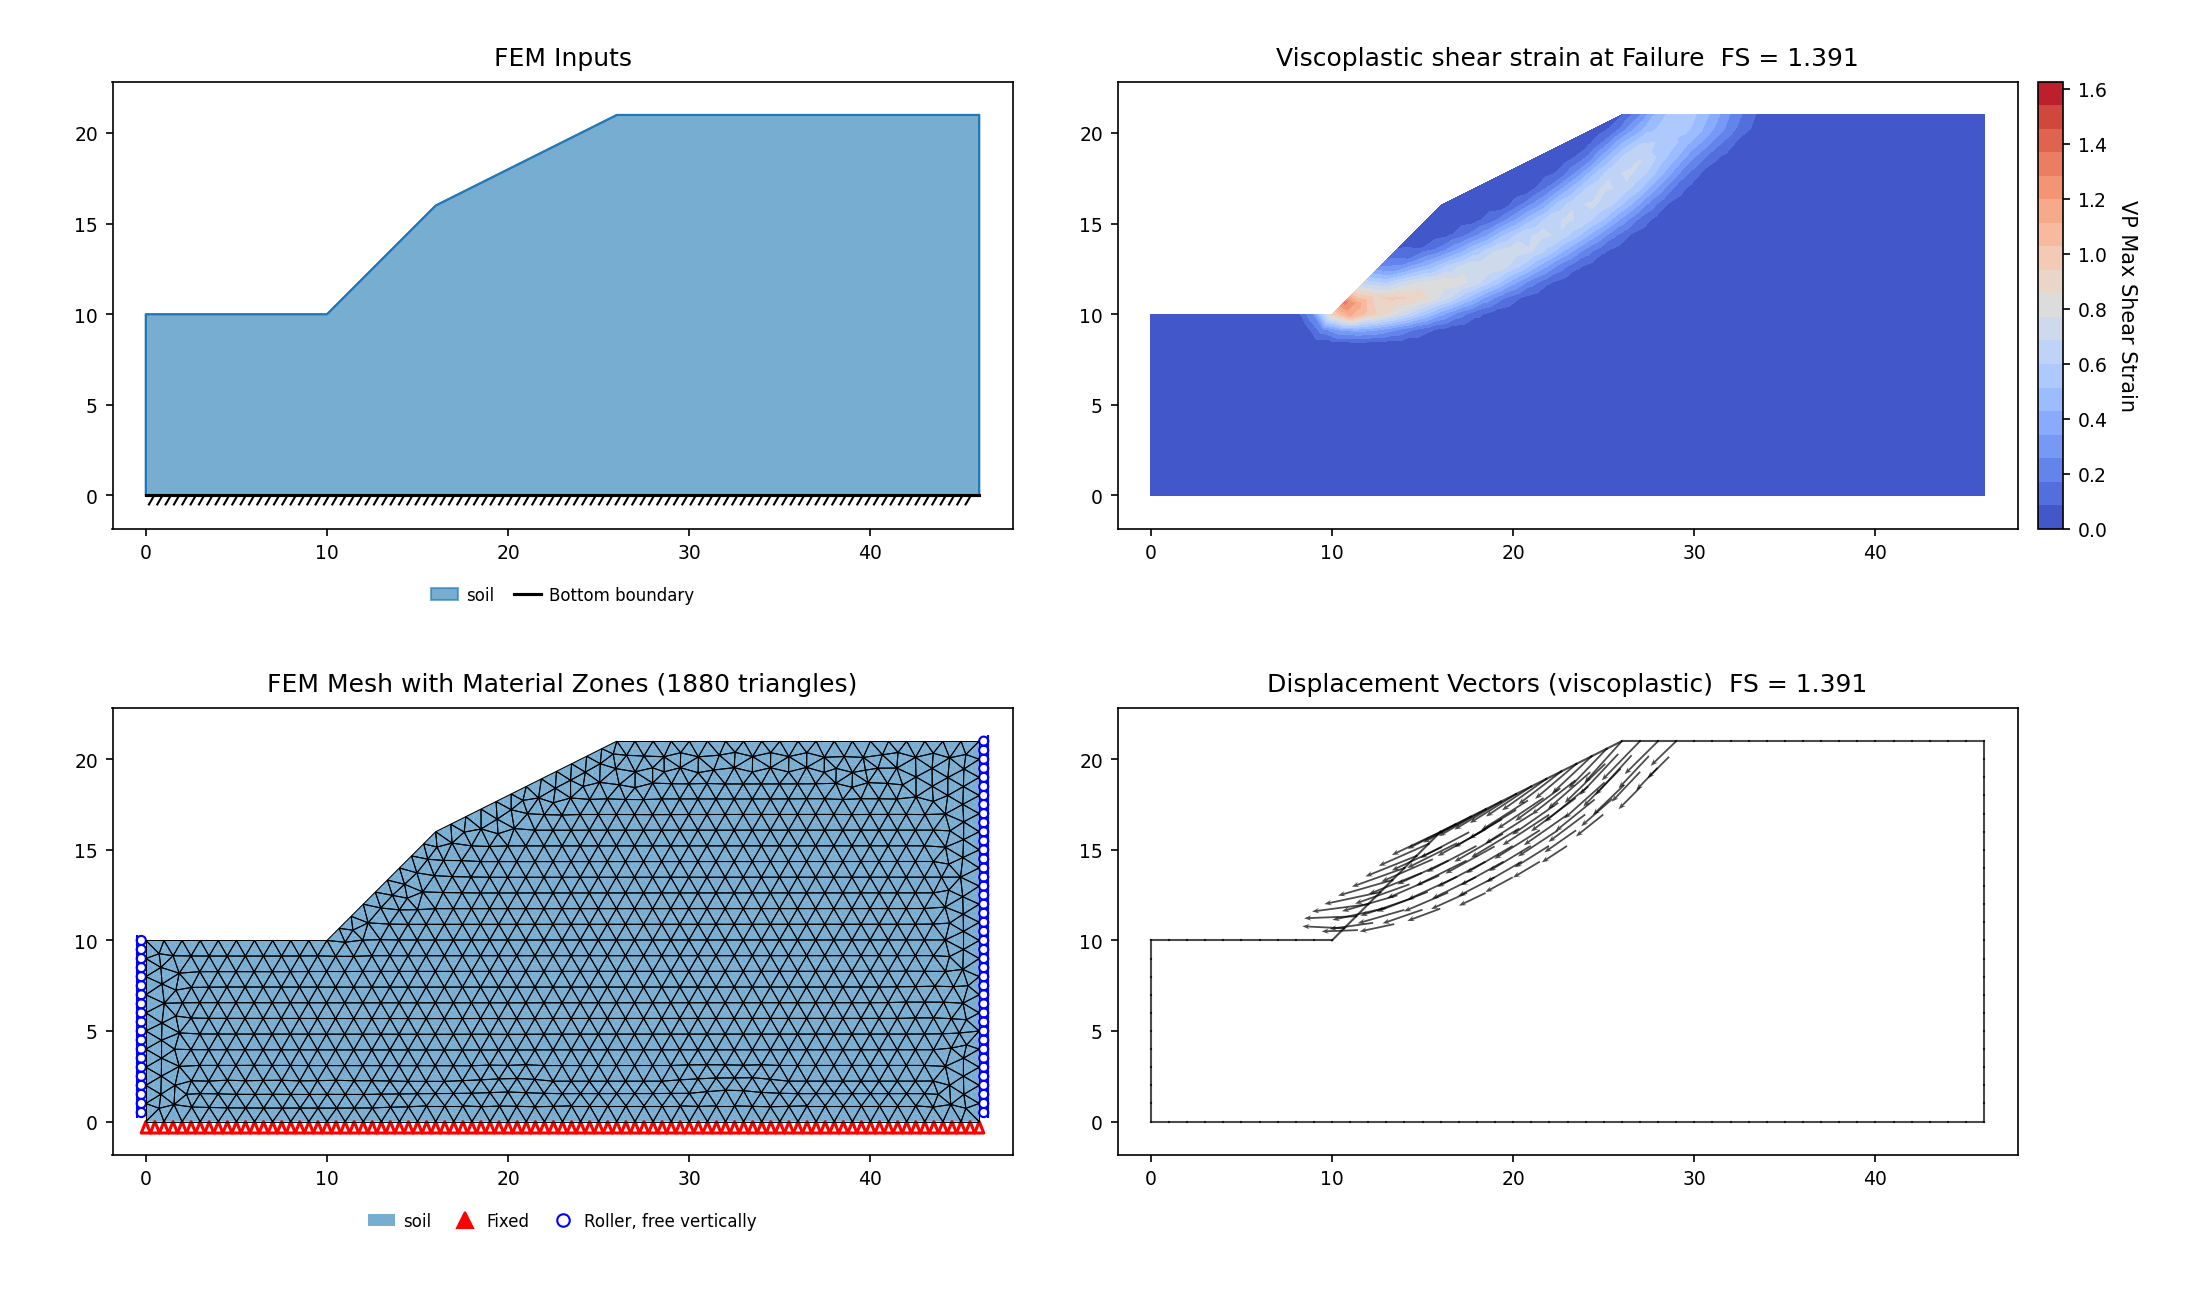 FEM Inputs
20
15
10
5
0
0 10 20 30 40
soil Bottom boundary
Viscoplastic shear strain at Failure FS = 1.391
20
15
10
5
0
0 10 20 30 40
1.6
1.4
1.2
1.0
0.8
0.6
0.4
0.2
0.0
VP Max Shear Strain
FEM Mesh with Material Zones (1880 triangles)
20
15
10
5
0
0 10 20 30 40
soil Fixed Roller, free vertically
Displacement Vectors (viscoplastic) FS = 1.391
20
15
10
5
0
0 10 20 30 40